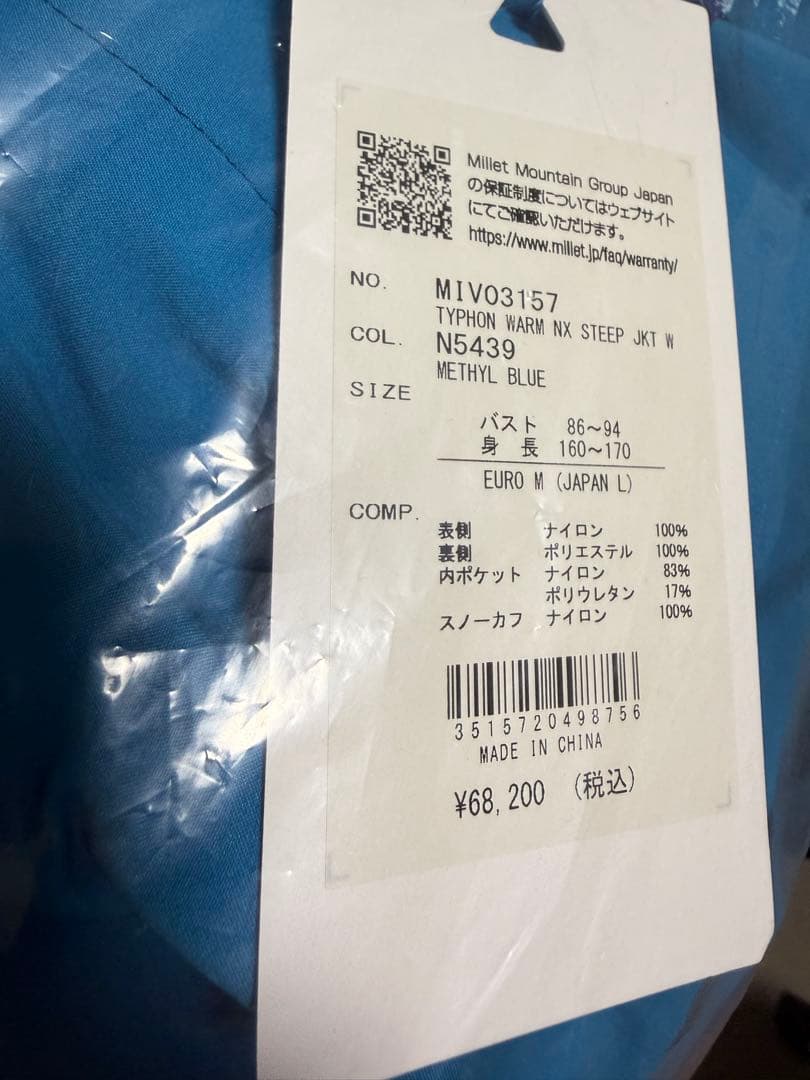 Millet Mountain Group Japan
の保証制度についてはウェブサイト
にてご確認いただけます。
https://www.millet.jp/faq/warranty/
NO. MIV03157
TYPHON WARM NX STEEP JKT W
COL. N5439
METHYL BLUE
SIZE
バスト 86~94
身長 160~170
EURO M (JAPAN L)
COMP.
表側 ナイロン 100%
裏側 ポリエステル 100%
内ポケット ナイロン 83%
ポリウレタン 17%
スノーカフ ナイロン 100%
3515720498756
MADE IN CHINA
¥68,200 (税込)